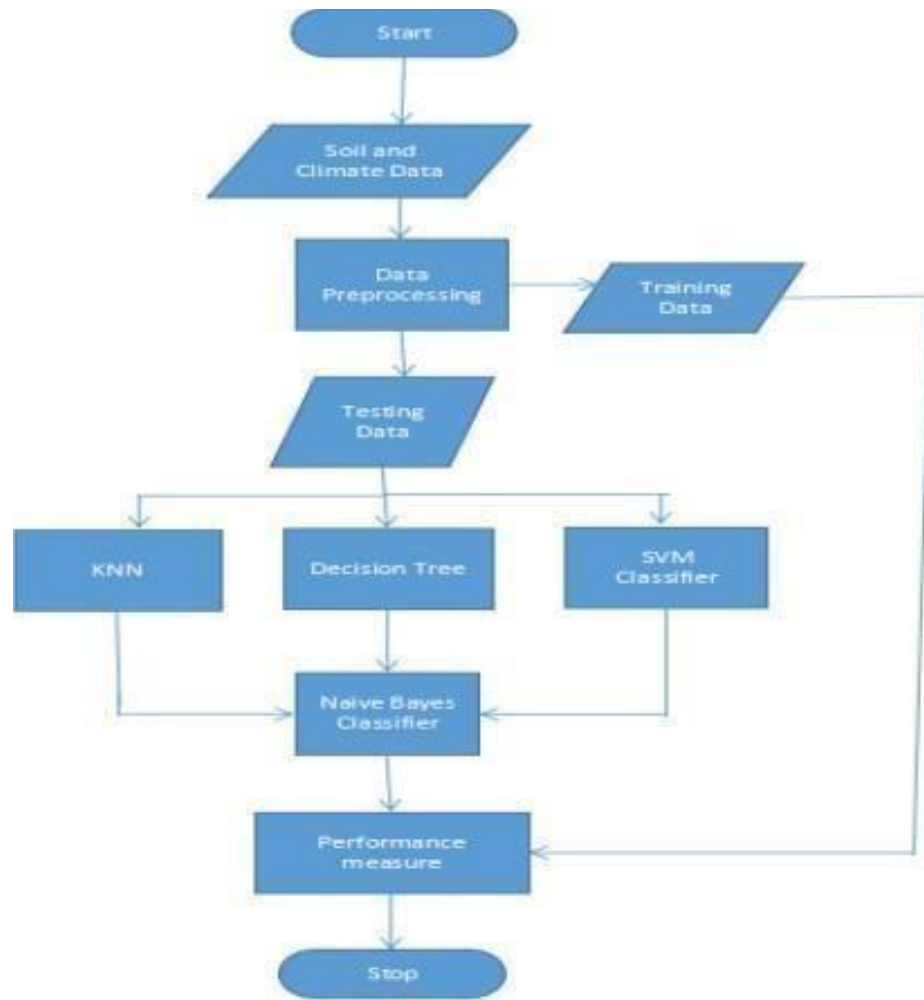 Start
Soil and
Climate Data
Data
Preprocessing
Training
Data
Testing
Data
KNN
Decision Tree
SVM
Classifier
Naïve Bayes
Classifier
Performance
measure
Stop